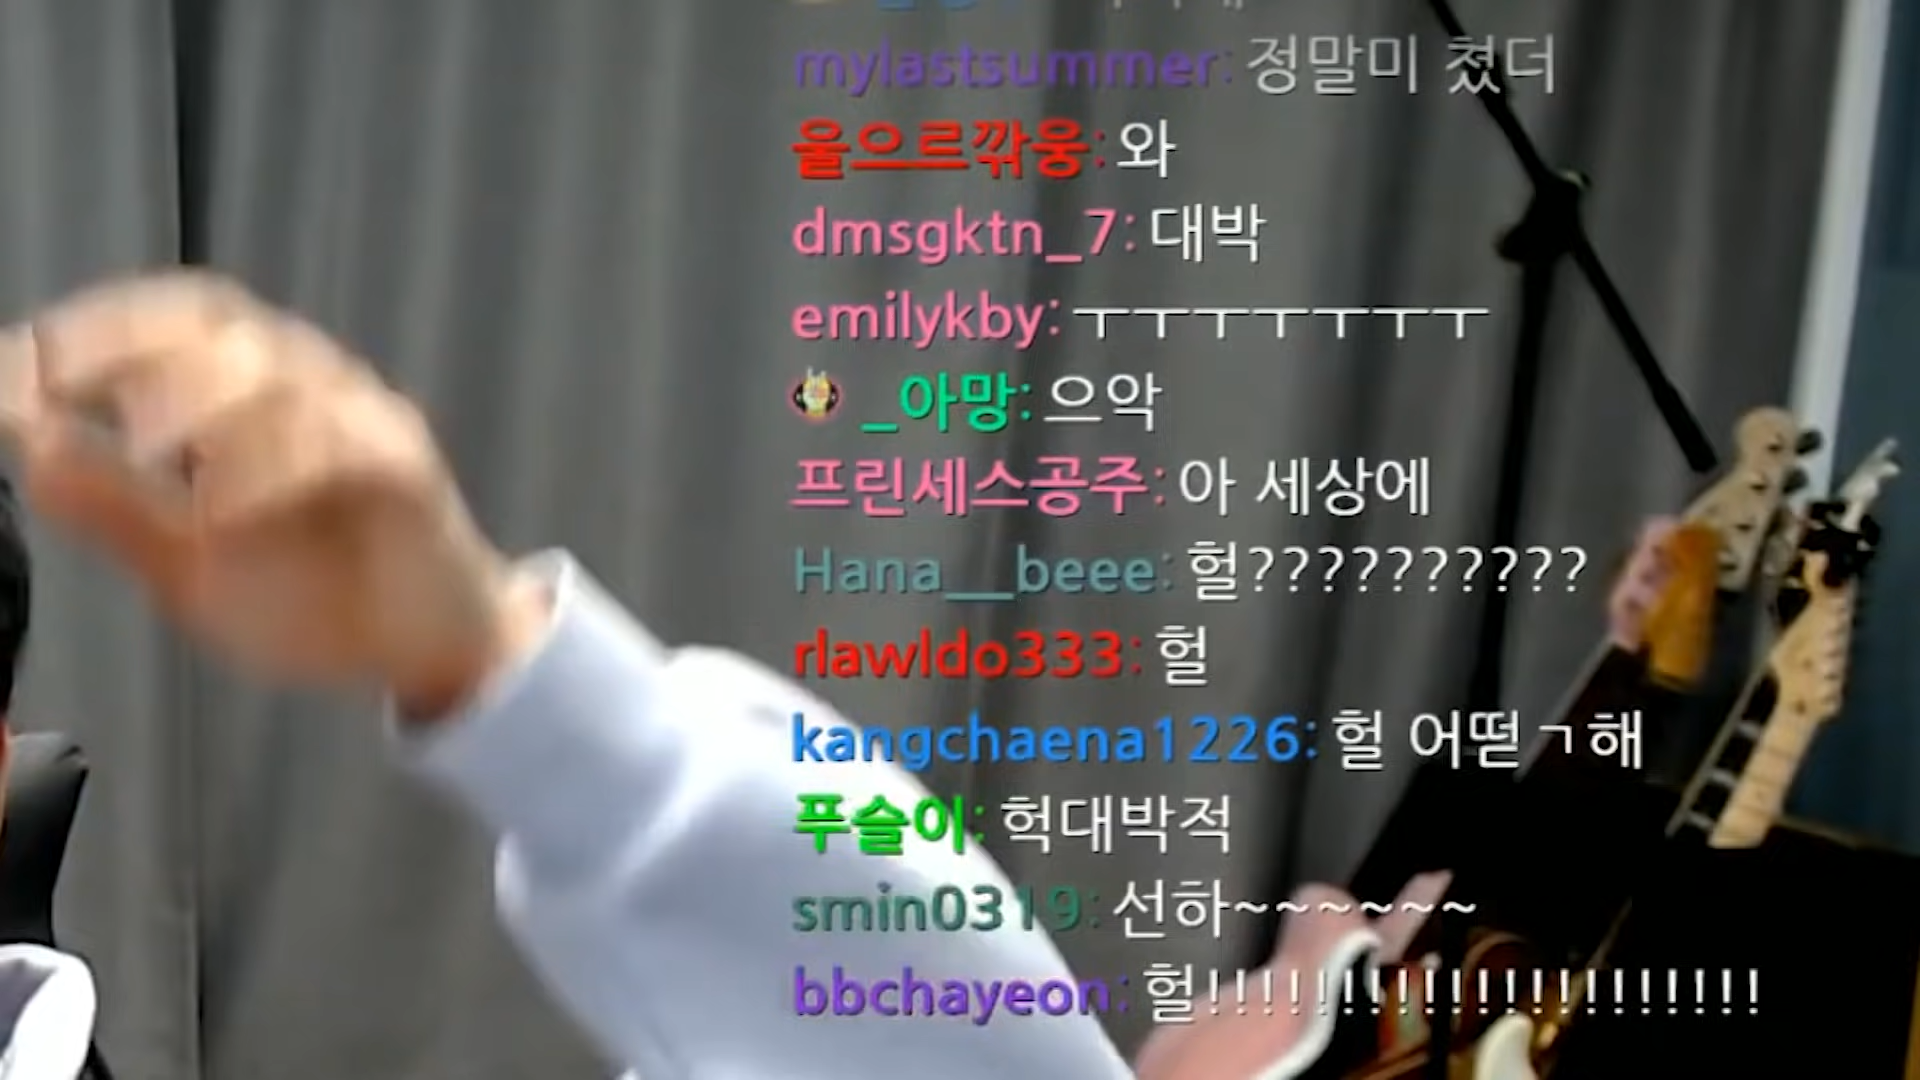 mylastsummer: 정말미 쳤더
울으르깎웅: 와
dmsgktn_7: 대박
emilykby: ㅜㅜㅜㅜㅜㅜㅜ
_아망: 으악
프린세스공주: 아 세상에
Hana__beee: 헐??????????
rlawldo333: 헐
kangchaena1226: 헐 어떧ㄱ해
푸슬이: 헉대박적
smin0319: 선하~~~~~~
bbchayeon: 헐!!!!!!!!!!!!!!!!!!!!!